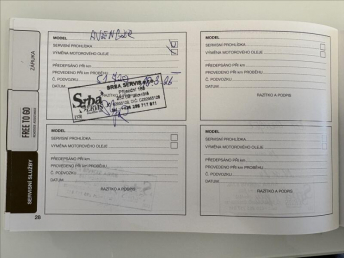 ZÁRUKA
FREE TO GO
SERVISNÍ SLUŽBY
28
MODEL
SERVISNÍ PROHLÍDKA
VÝMĚNA MOTOROVÉHO OLEJE
PŘEDEPSÁNO PŘI km
PROVEDENO PŘI km PROBĚHU
Č. PODVOZKU
DATUM
Srba
SRBA SERVIS
MODEL
SERVISNÍ PROHLÍDKA
VÝMĚNA MOTOROVÉHO OLEJE
PŘEDEPSÁNO PŘI km
PROVEDENO PŘI km PROBĚHU
Č. PODVOZKU
DATUM
RAZÍTKO A PODPIS
MODEL
SERVISNÍ PROHLÍDKA
VÝMĚNA MOTOROVÉHO OLEJE
PŘEDEPSÁNO PŘI km
PROVEDENO PŘI km PROBĚHU
Č. PODVOZKU
DATUM
RAZÍTKO A PODPIS
MODEL
SERVISNÍ PROHLÍDKA
VÝMĚNA MOTOROVÉHO OLEJE
PŘEDEPSÁNO PŘI km
PROVEDENO PŘI km PROBĚHU
Č. PODVOZKU
DATUM
RAZÍTKO A PODPIS